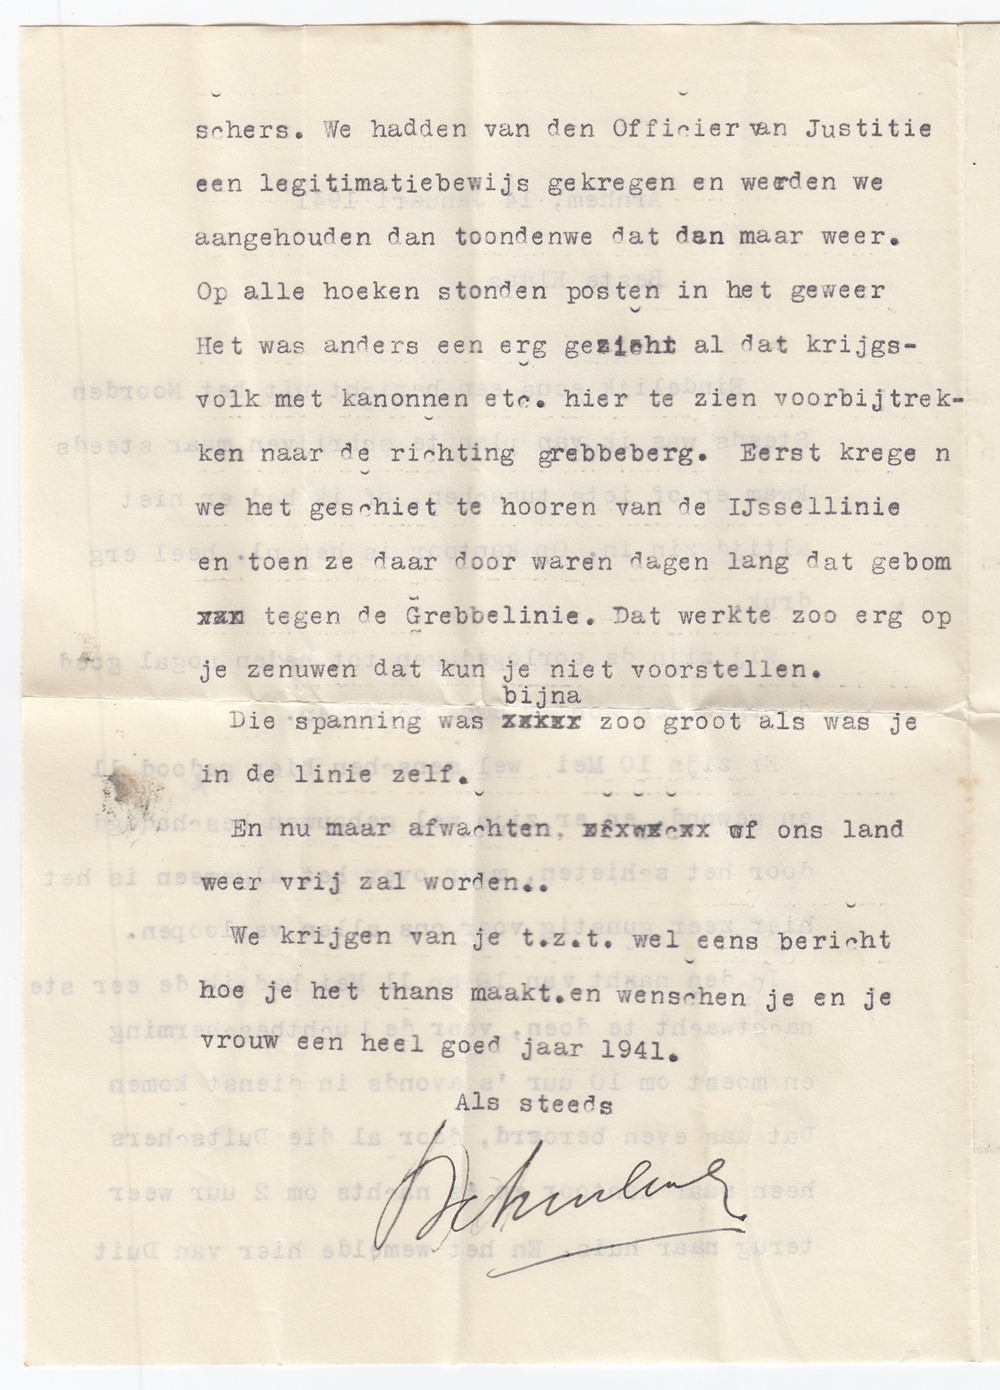 schers. We hadden van den Officier van Justitie
een legitimatiebewijs gekregen en werden we
aangehouden dan toondenwe dat dan maar weer.
Op alle hoeken stonden posten in het geweer
Het was anders een erg gezicht al dat krijgs-
volk met kanonnen etc. hier te zien voorbijtrek-
ken naar de richting grebbeberg. Eerst krege n
we het geschiet te hooren van de IJssellinie
en toen ze daar door waren dagen lang dat gebom
xxx tegen de Grebbelinie. Dat werkte zoo erg op
je zenuwen dat kun je niet voorstellen.
bijna
Die spanning was xxxxx zoo groot als was je
in de linie zelf.
En nu maar afwachten, of ons land
weer vrij zal worden..
We krijgen van je t.z.t. wel eens bericht
hoe je het thans maakt.en wenschen je en je
vrouw een heel goed jaar 1941.
Als steeds